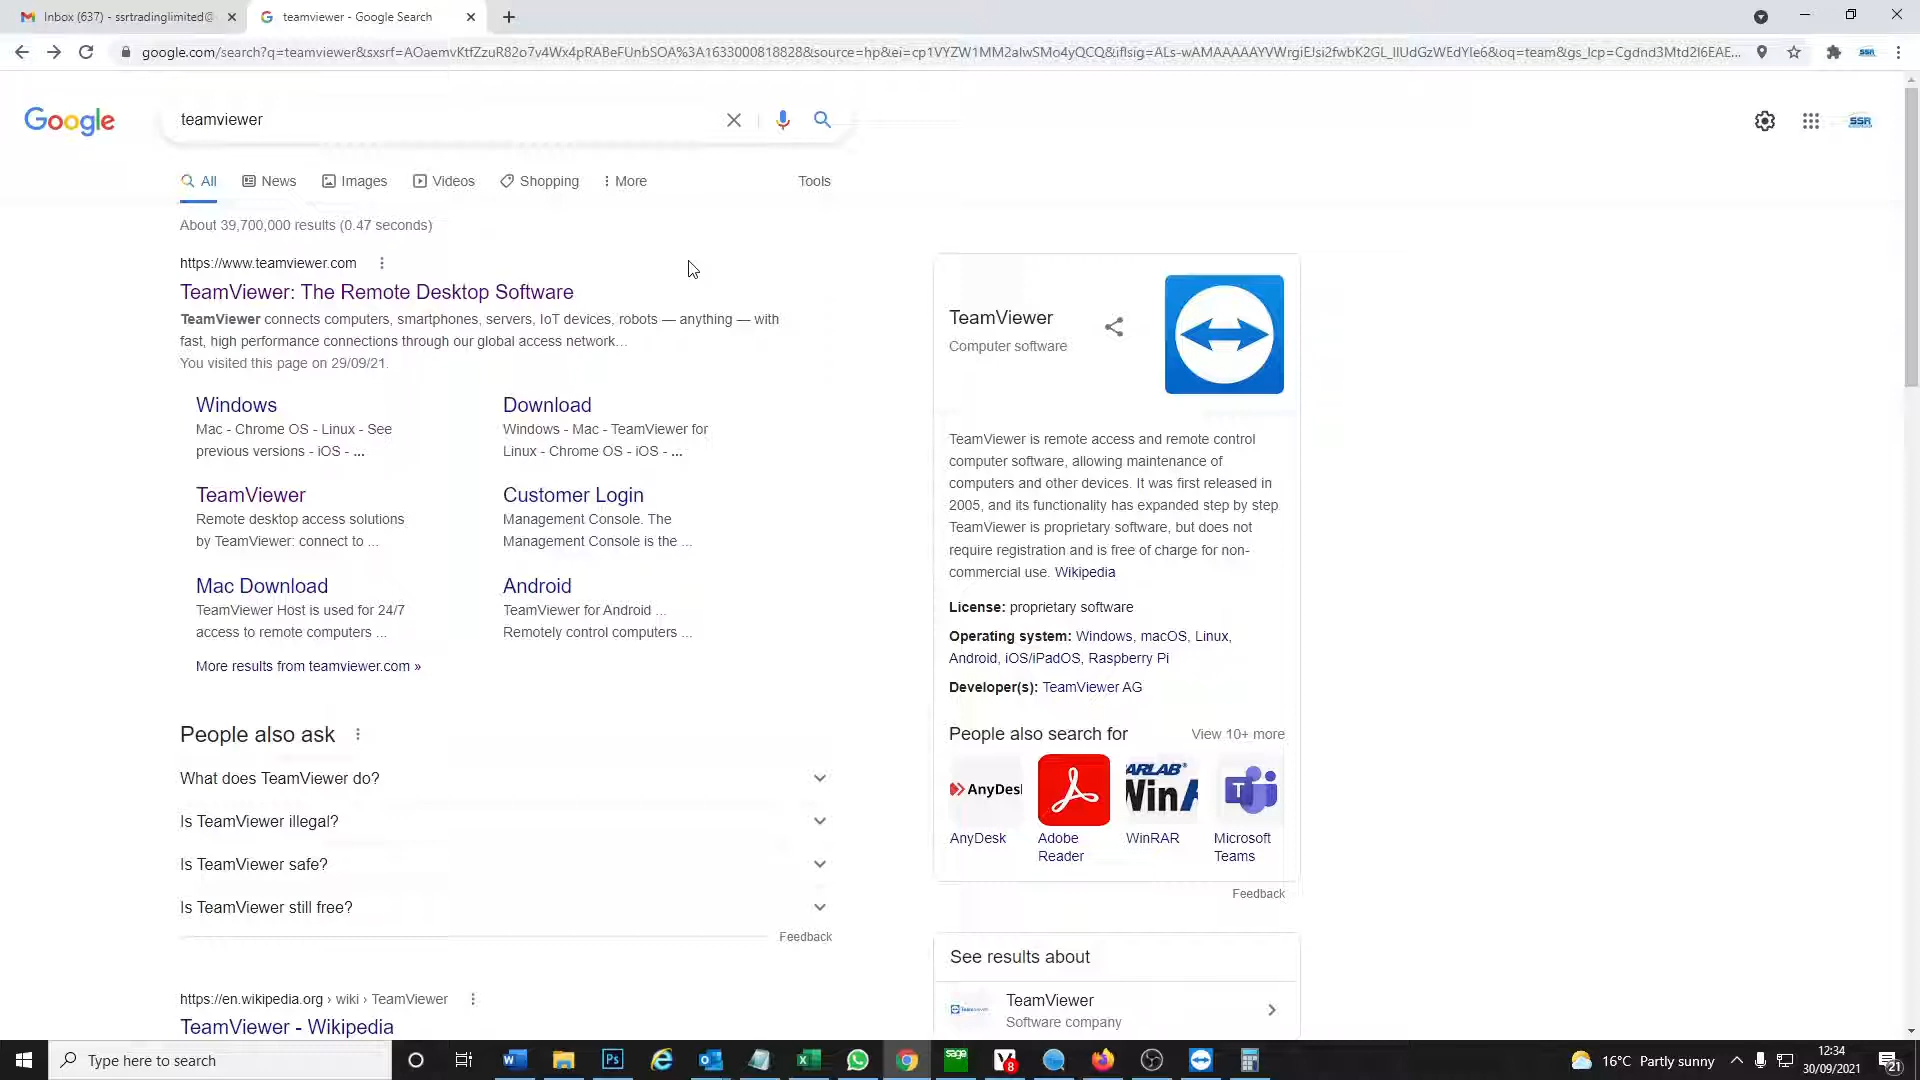 Inbox (637) - ssrtradinglimited@
teamviewer - Google Search
google.com/search?q=teamviewer&sxsrf=AOaemvKtfZzuR82o7v4Wx4pRABeFUnbSOA%3A1633000818828&source=hp&ei=cp1VYZW1MM2aIwSMo4yQCQ&iflsig=ALs-wAMAAAAAYVWrgiEJsi2fwbK2GL_IIUdGzWEdYIe6&oq=team&gs_lcp=Cgdnd3Mtd2l6EAE...
SSR
Google
teamviewer
SSR
All
News
Images
Videos
Shopping
More
Tools
About 39,700,000 results (0.47 seconds)
https://www.teamviewer.com
TeamViewer: The Remote Desktop Software
TeamViewer connects computers, smartphones, servers, IoT devices, robots — anything — with
fast, high performance connections through our global access network...
You visited this page on 29/09/21.
Windows
Mac - Chrome OS - Linux - See
previous versions - iOS - ...
Download
Windows - Mac - TeamViewer for
Linux - Chrome OS - iOS - ...
TeamViewer
Remote desktop access solutions
by TeamViewer: connect to ...
Customer Login
Management Console. The
Management Console is the ...
Mac Download
TeamViewer Host is used for 24/7
access to remote computers ...
Android
TeamViewer for Android ...
Remotely control computers ...
More results from teamviewer.com »
People also ask
What does TeamViewer do?
Is TeamViewer illegal?
Is TeamViewer safe?
Is TeamViewer still free?
Feedback
https://en.wikipedia.org › wiki › TeamViewer
TeamViewer - Wikipedia
TeamViewer
Computer software
TeamViewer is remote access and remote control
computer software, allowing maintenance of
computers and other devices. It was first released in
2005, and its functionality has expanded step by step
TeamViewer is proprietary software, but does not
require registration and is free of charge for non-
commercial use. Wikipedia
License: proprietary software
Operating system: Windows, macOS, Linux,
Android, iOS/iPadOS, Raspberry Pi
Developer(s): TeamViewer AG
People also search for
View 10+ more
AnyDesk
Adobe
Reader
WinRAR
Microsoft
Teams
Feedback
See results about
TeamViewer
Software company
Type here to search
sage
8
16°C Partly sunny
12:34
30/09/2021
21